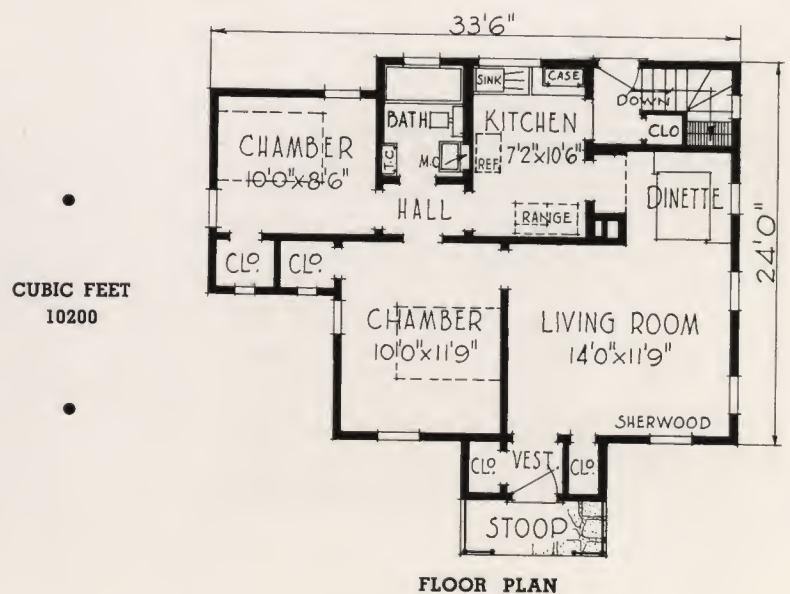 33'6"
SINK
CASE
DOWN
BATH
KITCHEN
CLO
CHAMBER
T.C.
M.C.
REF.
7'2"x10'6"
10'0"x8'6"
DINETTE
HALL
RANGE
24'0"
CLO.
CLO.
CUBIC FEET
10200
CHAMBER
LIVING ROOM
10'0"x11'9"
14'0"x11'9"
SHERWOOD
CLO.
VEST.
CLO.
STOOP
FLOOR PLAN